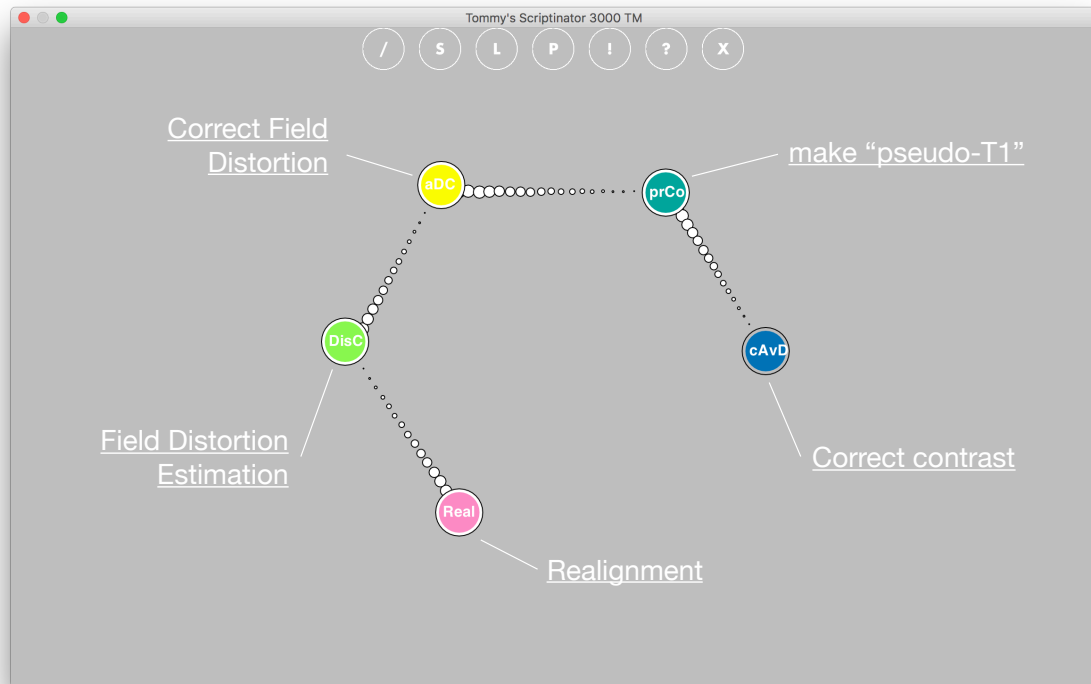 Tommy's Scriptinator 3000 TM
/ S L P ! ? X
Correct Field
Distortion
make “pseudo-T1”
aDC
prCo
DisC
cAvD
Field Distortion
Estimation
Correct contrast
Real
Realignment